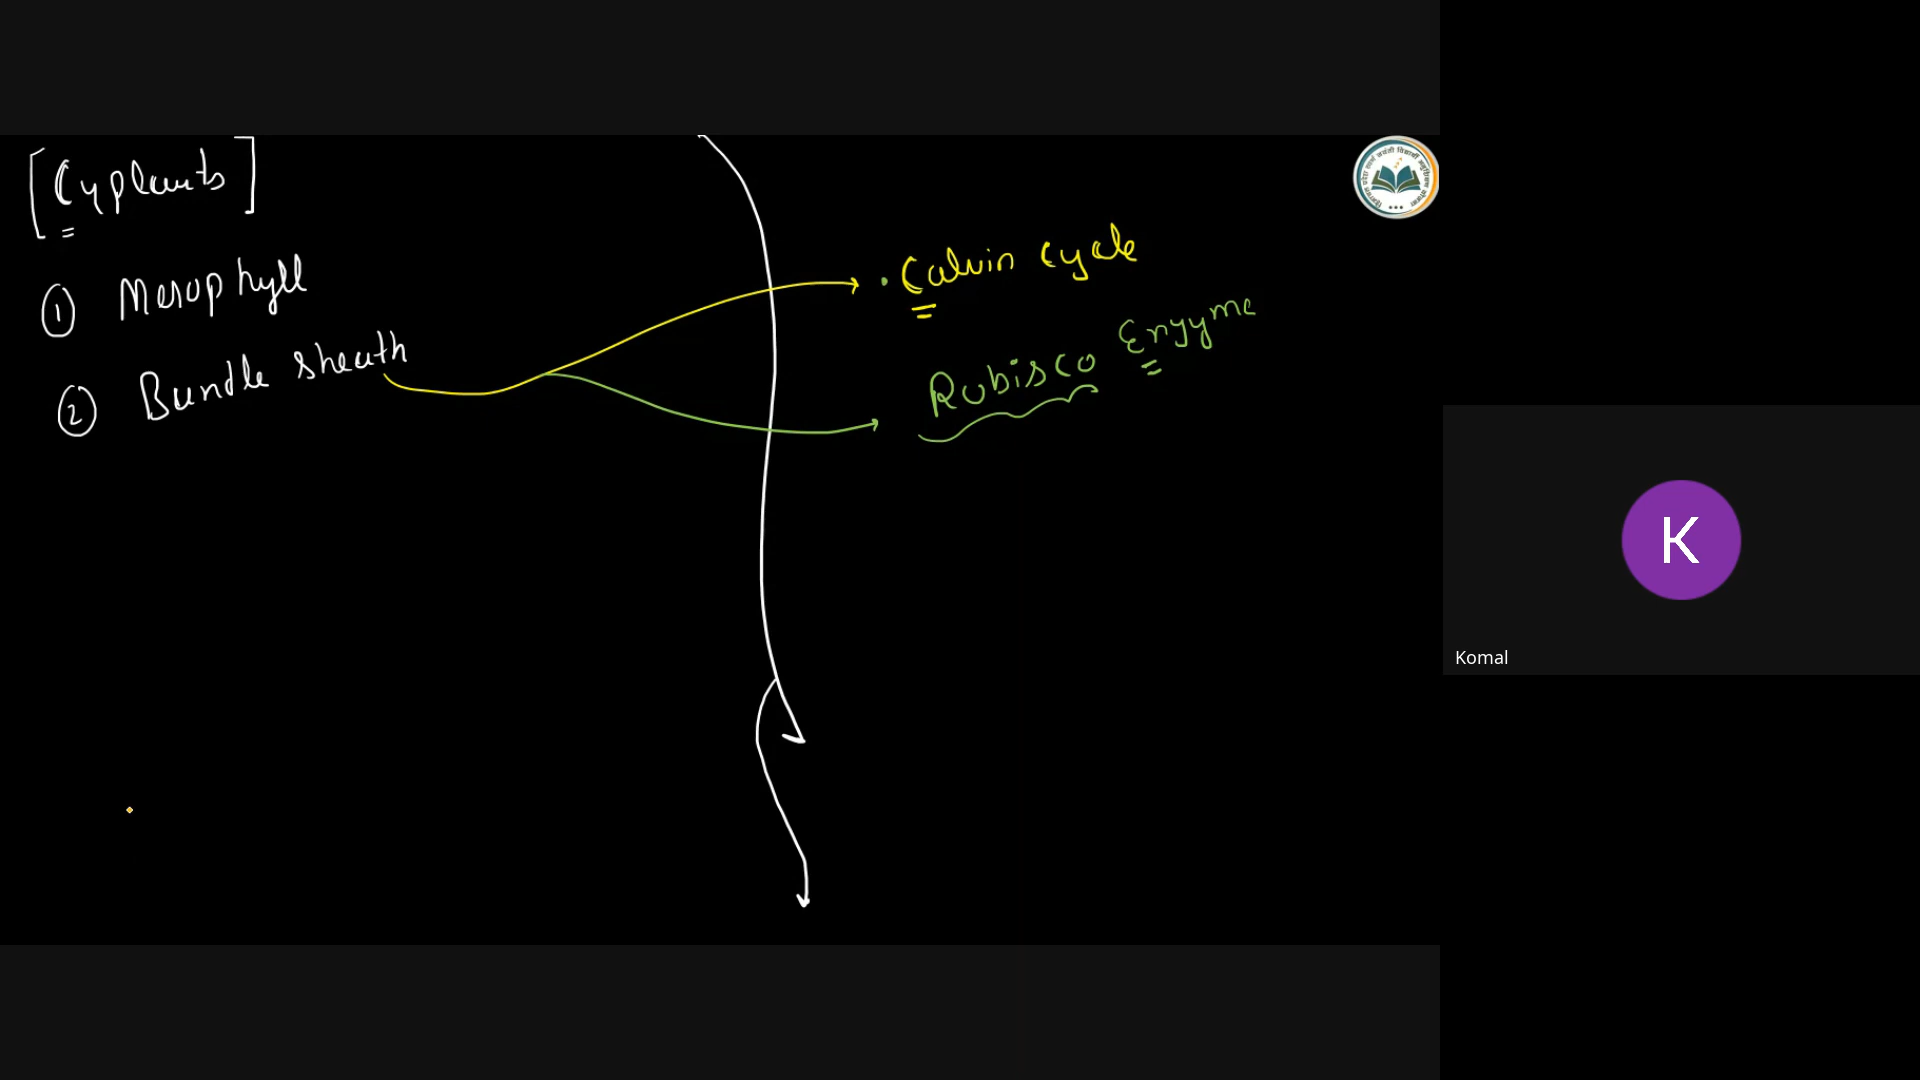 [C4 plants]
① Mesophyll
② Bundle sheath
. Calvin cycle
Rubisco Enzyme
K
Komal